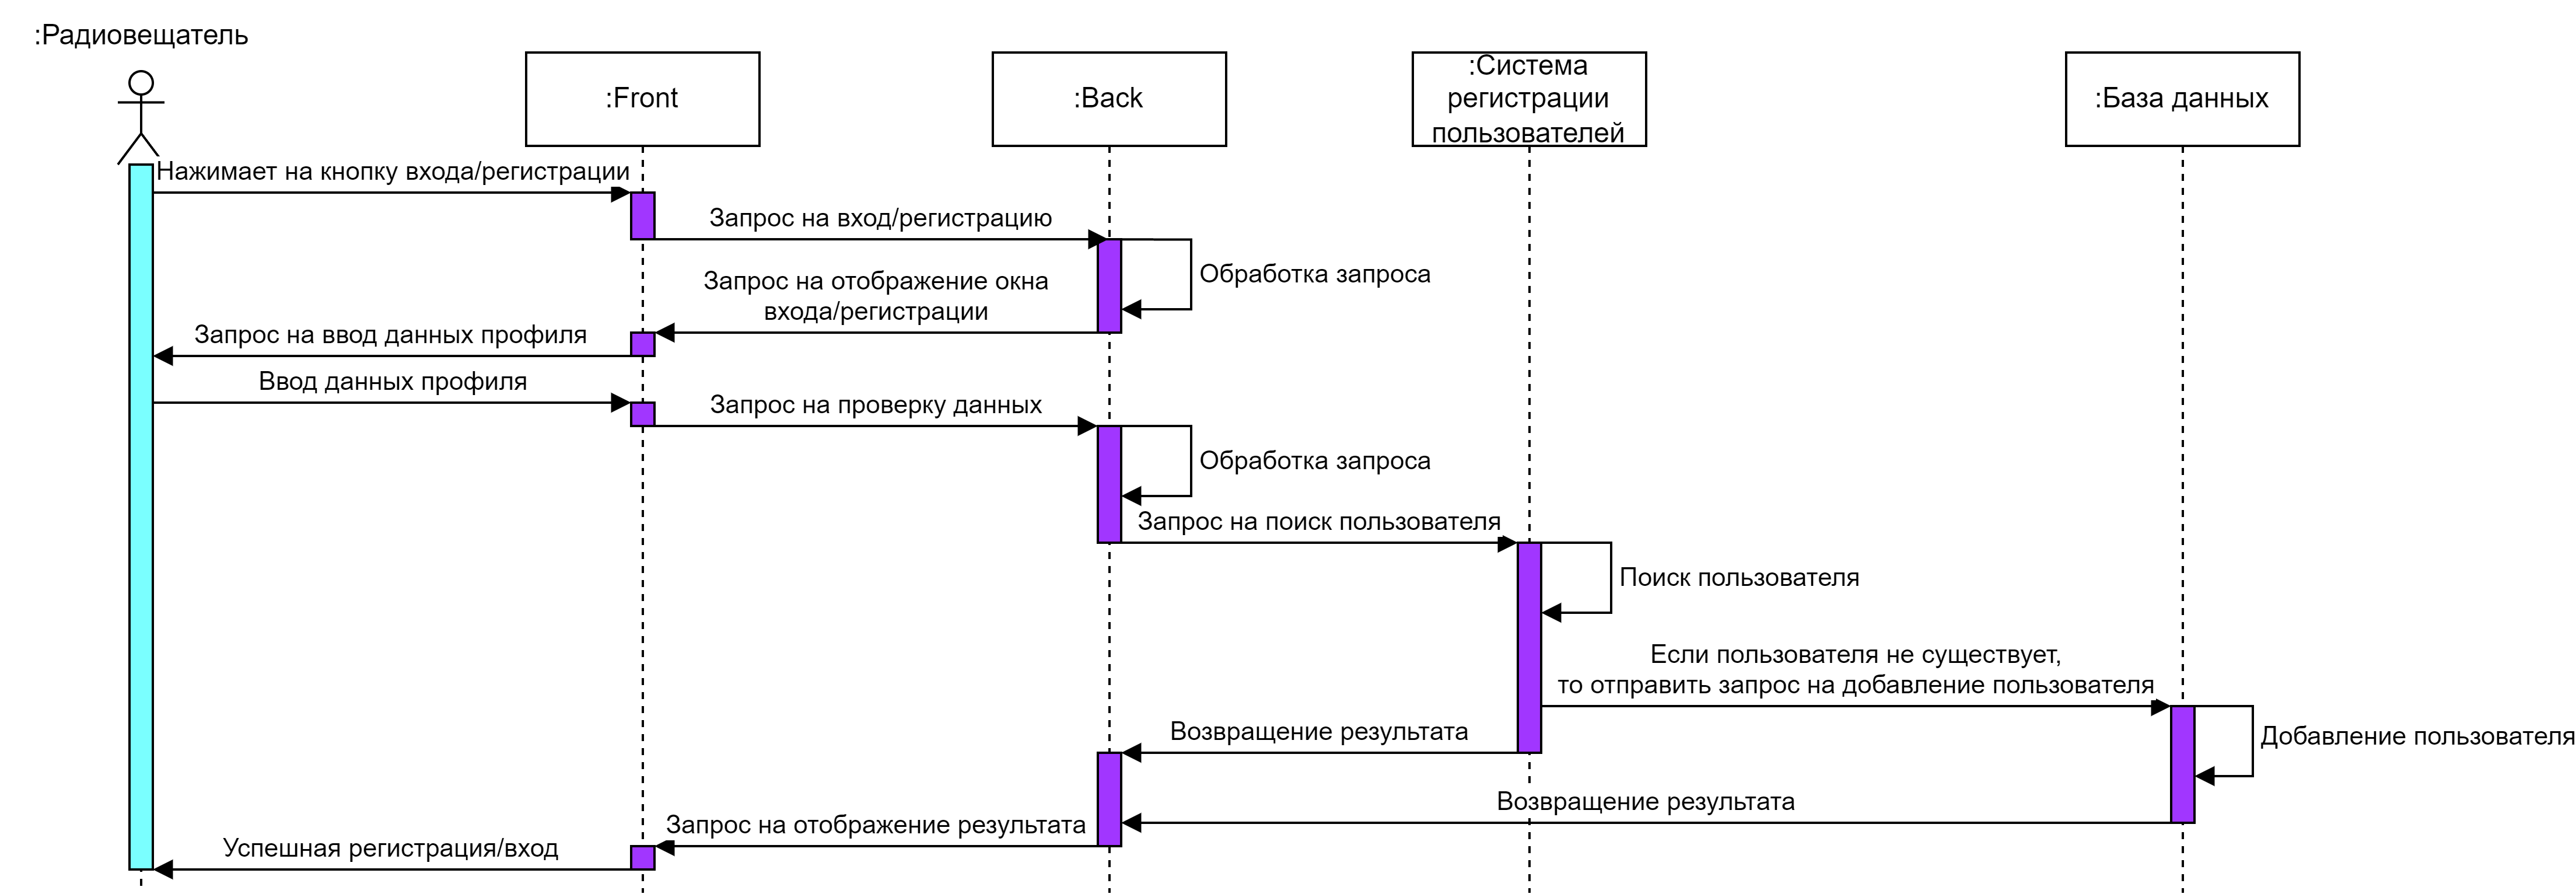 :Радиовещатель
:Front
:Back
:Система
регистрации
пользователей
:База данных
Нажимает на кнопку входа/регистрации
Запрос на вход/регистрацию
Обработка запроса
Запрос на отображение окна
входа/регистрации
Запрос на ввод данных профиля
Ввод данных профиля
Запрос на проверку данных
Обработка запроса
Запрос на поиск пользователя
Поиск пользователя
Если пользователя не существует,
то отправить запрос на добавление пользователя
Возвращение результата
Добавление пользователя
Возвращение результата
Запрос на отображение результата
Успешная регистрация/вход